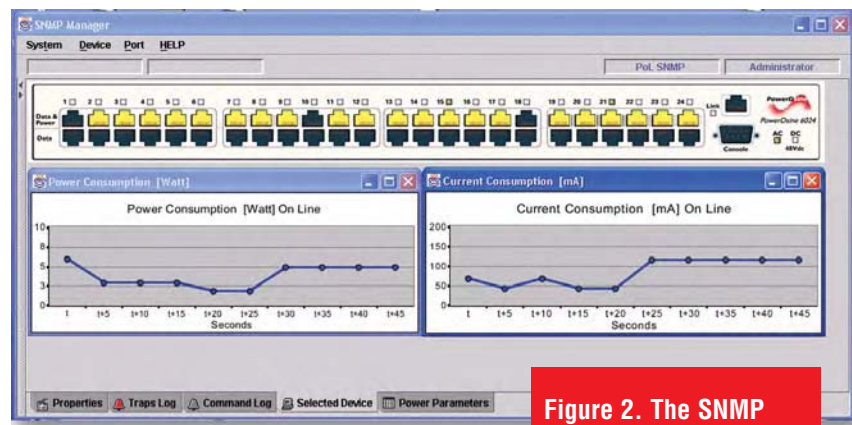 SNMP Manager
System Device Port HELP
Pol. SNMP Administrator
1 2 3 4 5 6 7 8 9 10 11 12 13 14 15 16 17 18 19 20 21 22 23 24
Link
Data & Power
Data
PowerDsine 6024
Console
AC DC
48Vdc
Power Consumption [Watt]
Power Consumption [Watt] On Line
10
8
5
3
0
t t+5 t+10 t+15 t+20 t+25 t+30 t+35 t+40 t+45
Seconds
Current Consumption [mA]
Current Consumption [mA] On Line
200
150
100
50
0
t t+5 t+10 t+15 t+20 t+25 t+30 t+35 t+40 t+45
Seconds
Properties Traps Log Command Log Selected Device Power Parameters
Figure 2. The SNMP